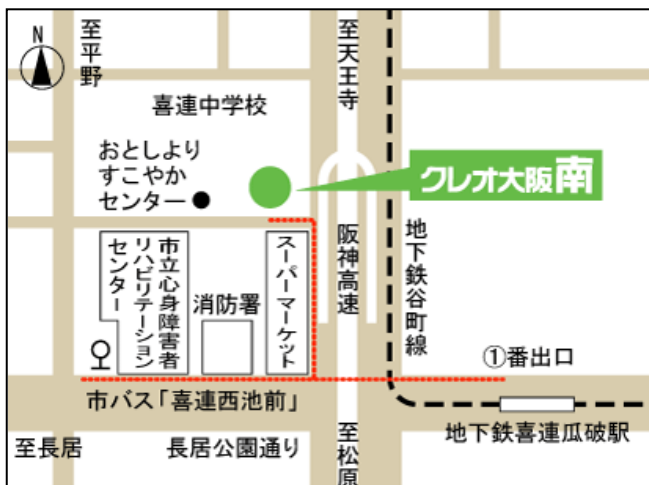 N
至平野
至天王寺
喜連中学校
おとしより
すこやか
センター
クレオ大阪南
阪神高速
地下鉄谷町線
市立心身障害者
リハビリテーション
センター
消防署
スーパーマーケット
①番出口
市バス「喜連西池前」
地下鉄喜連瓜破駅
至長居
長居公園通り
至松原